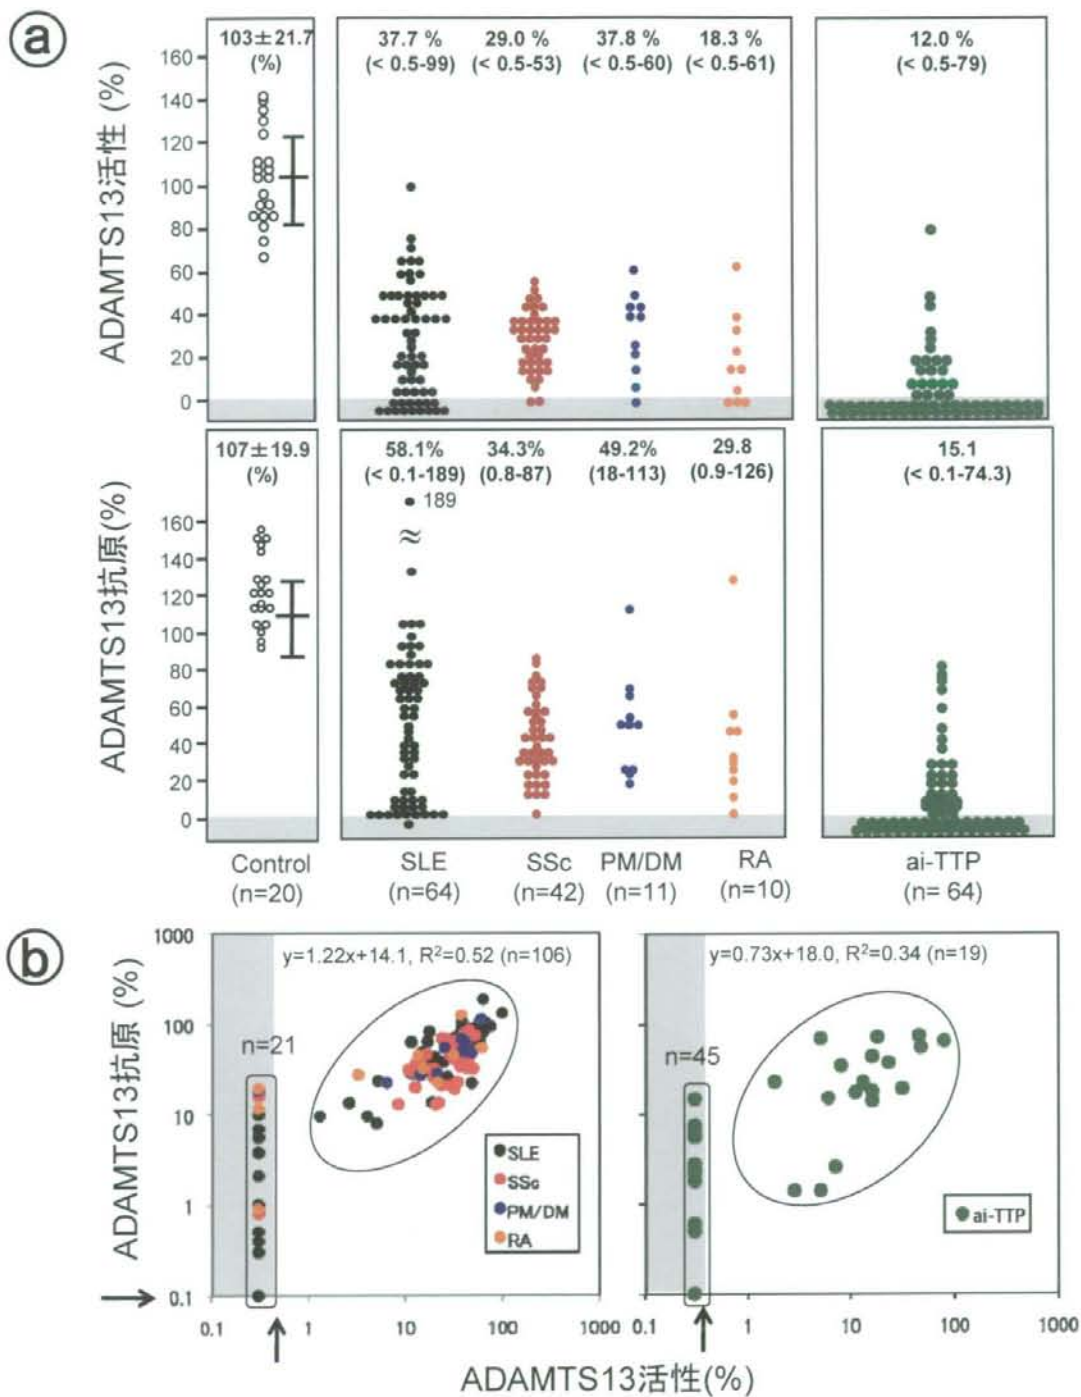 a
ADAMTS13活性 (%)
160
140
120
100
80
60
40
20
0
103±21.7
(%)
37.7 %
(< 0.5-99)
29.0 %
(< 0.5-53)
37.8 %
(< 0.5-60)
18.3 %
(< 0.5-61)
12.0 %
(< 0.5-79)
ADAMTS13抗原(%)
160
140
120
100
80
60
40
20
0
107±19.9
(%)
58.1%
(< 0.1-189)
34.3%
(0.8-87)
49.2%
(18-113)
29.8
(0.9-126)
15.1
(< 0.1-74.3)
189
≈
Control
(n=20)
SLE
(n=64)
SSc
(n=42)
PM/DM
(n=11)
RA
(n=10)
ai-TTP
(n= 64)
b
ADAMTS13抗原 (%)
1000
100
10
1
0.1
y=1.22x+14.1, R²=0.52 (n=106)
n=21
SLE
SSc
PM/DM
RA
0.1
1
10
100
1000
y=0.73x+18.0, R²=0.34 (n=19)
n=45
ai-TTP
0.1
1
10
100
1000
ADAMTS13活性(%)